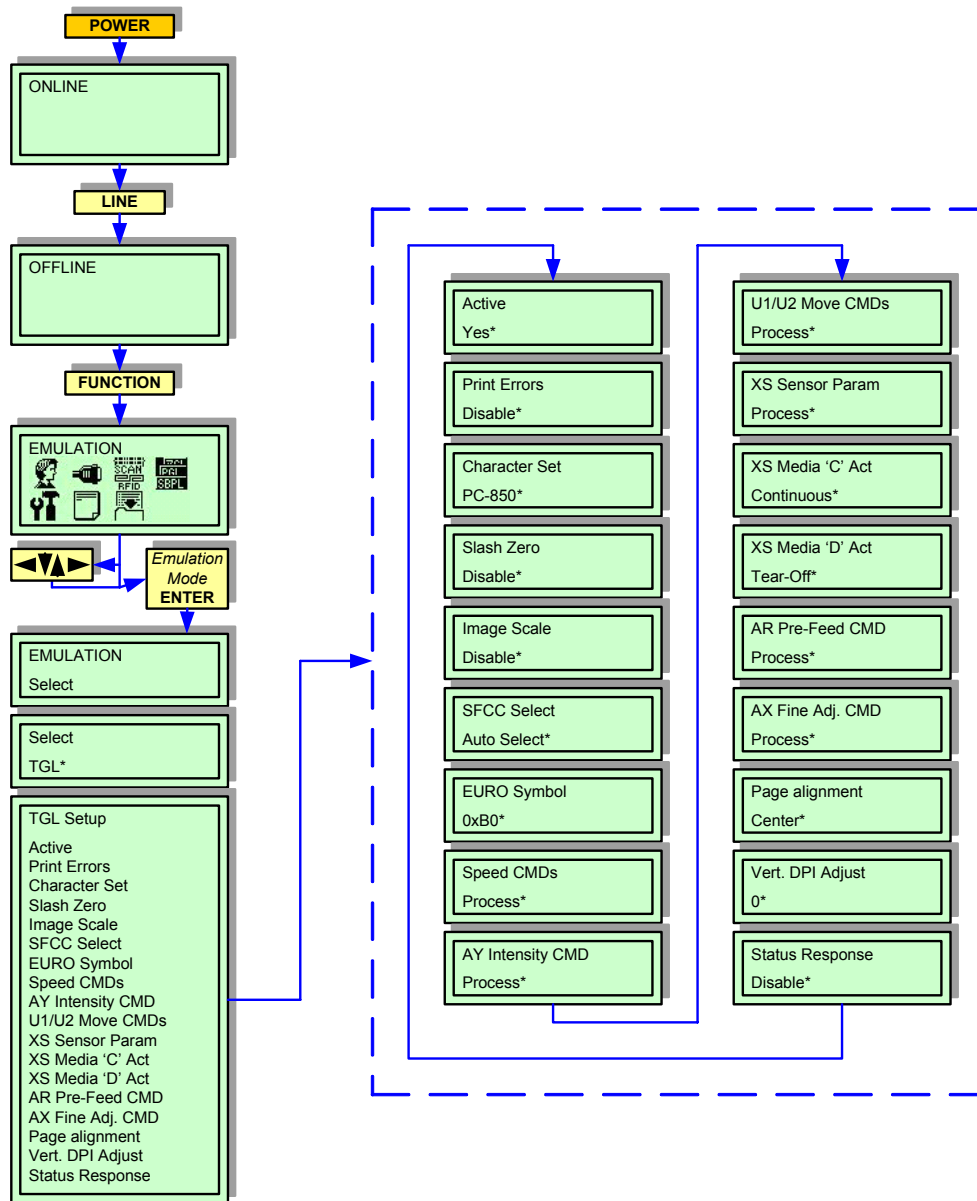 POWER
ONLINE
LINE
OFFLINE
FUNCTION
EMULATION
SCAN
RFID
IPGL
SBPL
Emulation
Mode
ENTER
EMULATION
Select
Select
TGL*
TGL Setup
Active
Print Errors
Character Set
Slash Zero
Image Scale
SFCC Select
EURO Symbol
Speed CMDs
AY Intensity CMD
U1/U2 Move CMDs
XS Sensor Param
XS Media ‘C’ Act
XS Media ‘D’ Act
AR Pre-Feed CMD
AX Fine Adj. CMD
Page alignment
Vert. DPI Adjust
Status Response
Active
Yes*
Print Errors
Disable*
Character Set
PC-850*
Slash Zero
Disable*
Image Scale
Disable*
SFCC Select
Auto Select*
EURO Symbol
0xB0*
Speed CMDs
Process*
AY Intensity CMD
Process*
U1/U2 Move CMDs
Process*
XS Sensor Param
Process*
XS Media ‘C’ Act
Continuous*
XS Media ‘D’ Act
Tear-Off*
AR Pre-Feed CMD
Process*
AX Fine Adj. CMD
Process*
Page alignment
Center*
Vert. DPI Adjust
0*
Status Response
Disable*